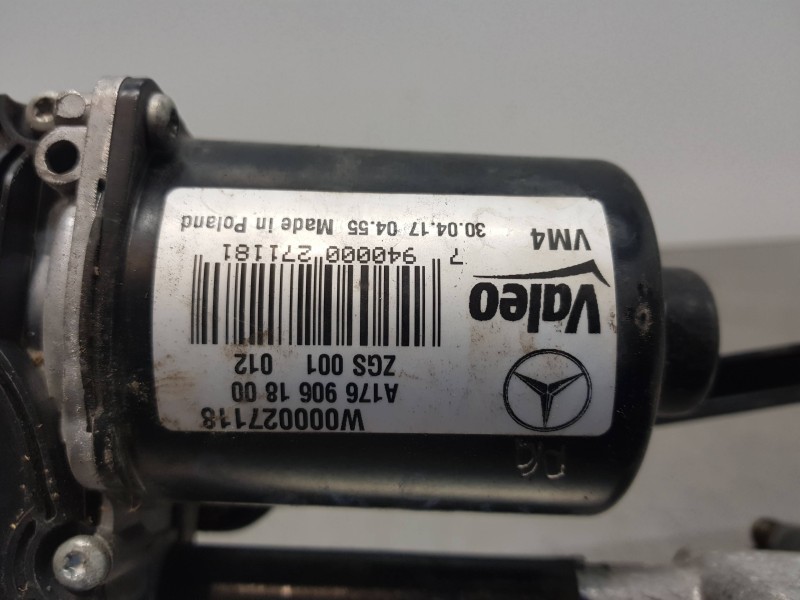 W000027118
A176 906 18 00
ZGS 001 012
Valeo
7 940000 271181
VM4
30.04.17 04.55 Made in Poland